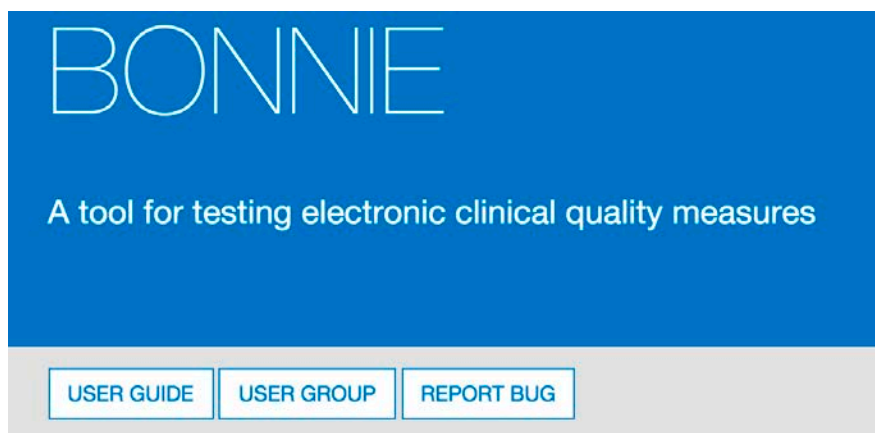 BONNIE
A tool for testing electronic clinical quality measures
USER GUIDE USER GROUP REPORT BUG